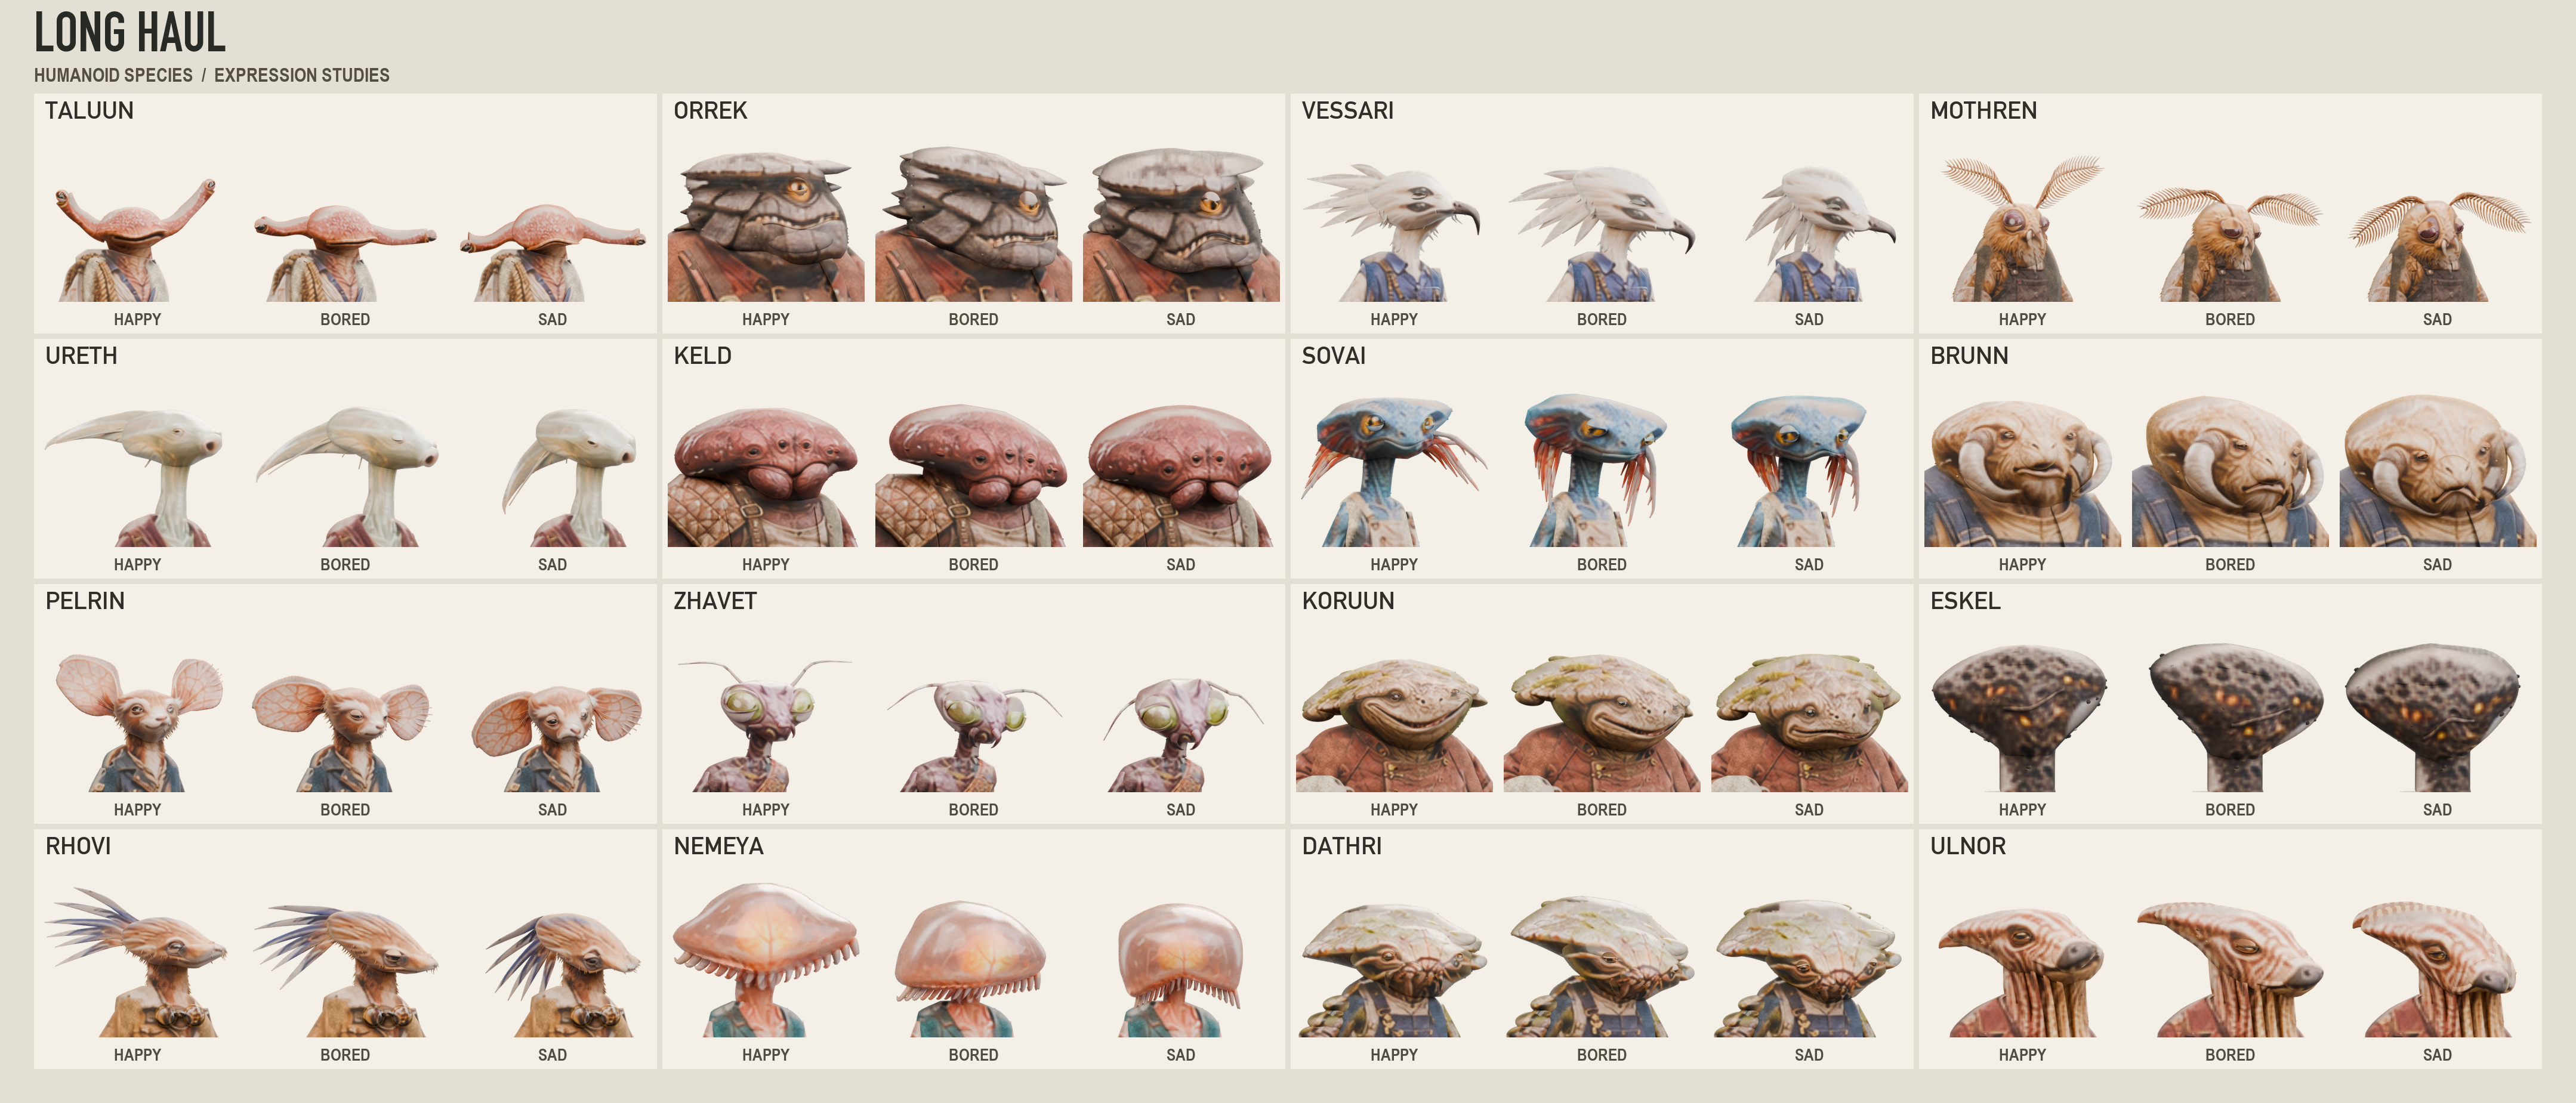 LONG HAUL
HUMANOID SPECIES / EXPRESSION STUDIES
TALUUN
HAPPY BORED SAD
ORREK
HAPPY BORED SAD
VESSARI
HAPPY BORED SAD
MOTHREN
HAPPY BORED SAD
URETH
HAPPY BORED SAD
KELD
HAPPY BORED SAD
SOVAI
HAPPY BORED SAD
BRUNN
HAPPY BORED SAD
PELRIN
HAPPY BORED SAD
ZHAVET
HAPPY BORED SAD
KORUUN
HAPPY BORED SAD
ESKEL
HAPPY BORED SAD
RHOVI
HAPPY BORED SAD
NEMEYA
HAPPY BORED SAD
DATHRI
HAPPY BORED SAD
ULNOR
HAPPY BORED SAD